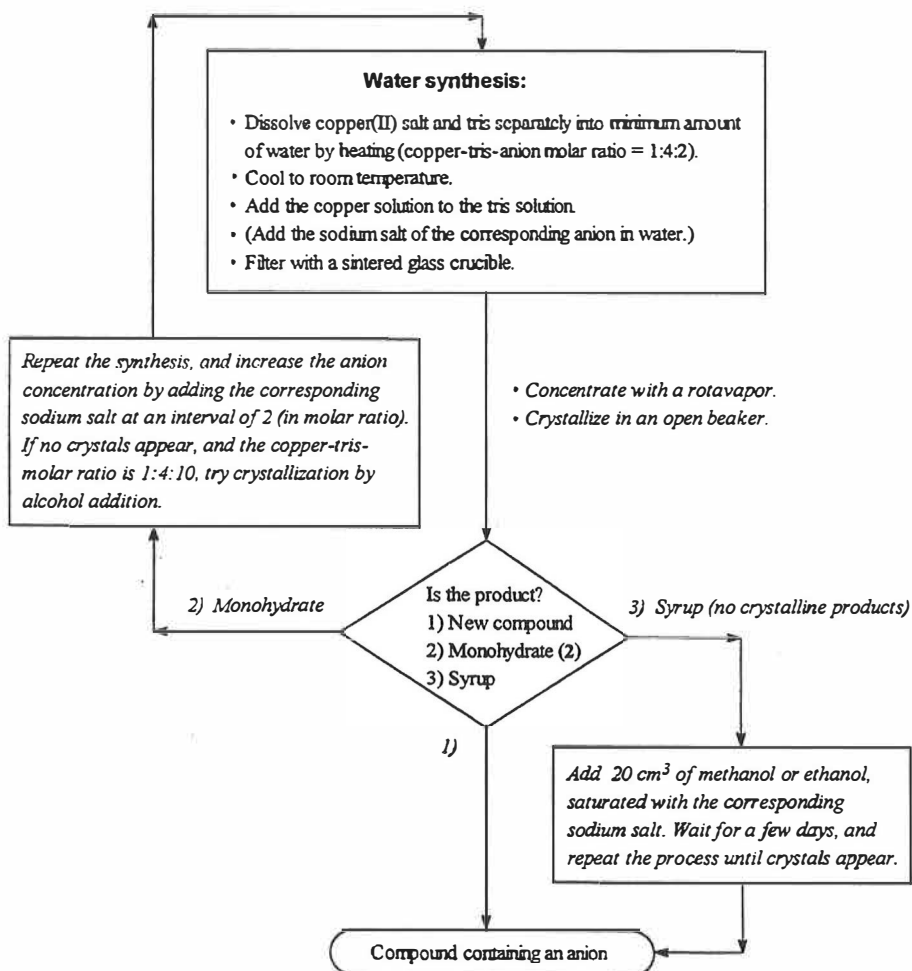 Water synthesis:
• Dissolve copper(II) salt and tris separately into minimum amount
of water by heating (copper-tris-anion molar ratio = 1:4:2).
• Cool to room temperature.
• Add the copper solution to the tris solution.
• (Add the sodium salt of the corresponding anion in water.)
• Filter with a sintered glass crucible.
Repeat the synthesis, and increase the anion
concentration by adding the corresponding
sodium salt at an interval of 2 (in molar ratio).
If no crystals appear, and the copper-tris-
molar ratio is 1:4:10, try crystallization by
alcohol addition.
• Concentrate with a rotavapor.
• Crystallize in an open beaker.
2) Monohydrate
Is the product?
1) New compound
2) Monohydrate (2)
3) Syrup
3) Syrup (no crystalline products)
1)
Add 20 cm³ of methanol or ethanol,
saturated with the corresponding
sodium salt. Wait for a few days, and
repeat the process until crystals appear.
Compound containing an anion